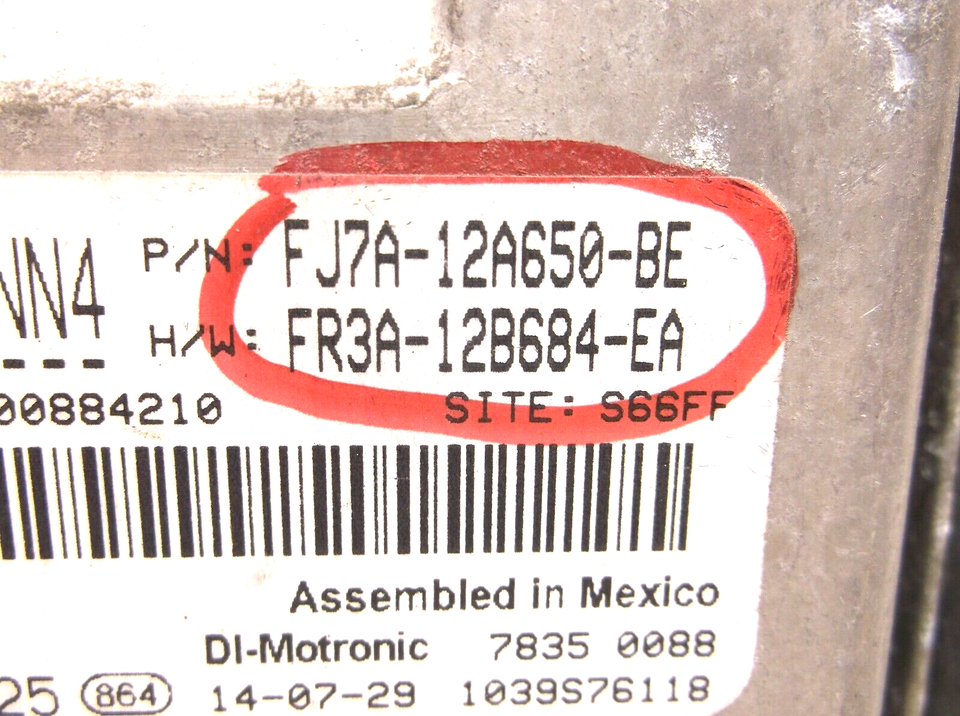 P/N: FJ7A-12A650-BE
NN4
H/W: FR3A-12B684-EA
00884210 SITE: S66FF
Assembled in Mexico
DI-Motronic 7835 0088
25 864 14-07-29 1039S76118